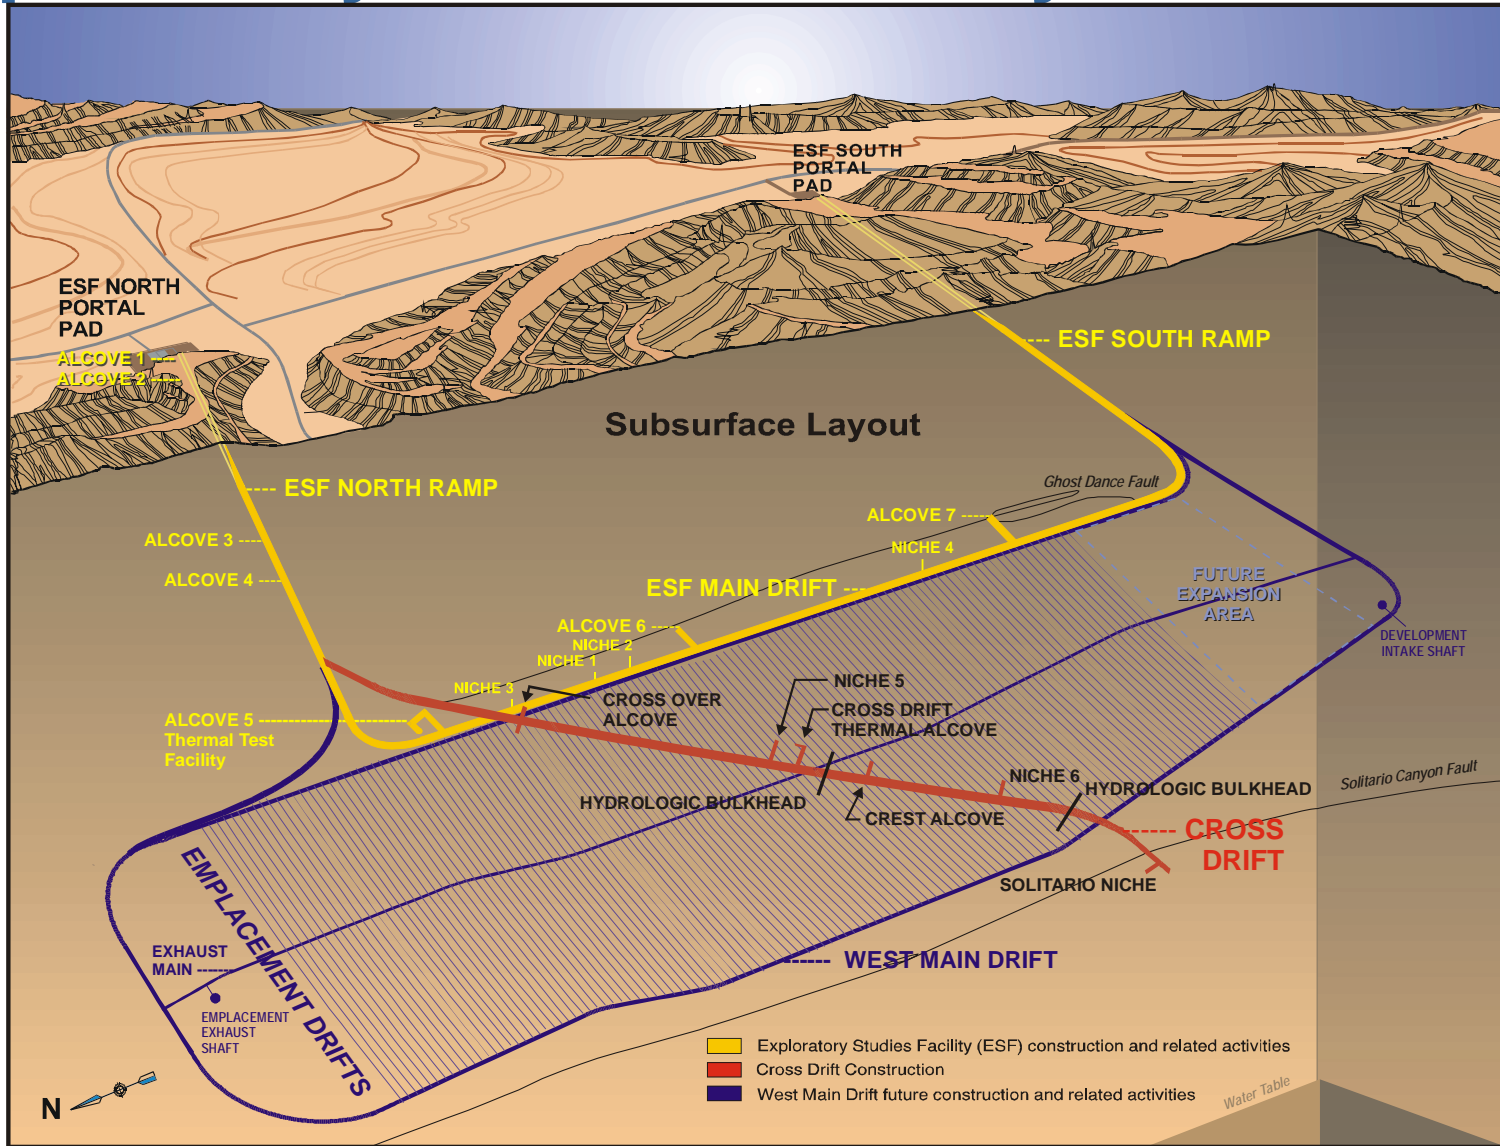 ESF SOUTH
PORTAL
PAD
ESF NORTH
PORTAL
PAD
ALCOVE 1
ALCOVE 2
ESF SOUTH RAMP
Subsurface Layout
ESF NORTH RAMP
Ghost Dance Fault
ALCOVE 7
ALCOVE 3
NICHE 4
ALCOVE 4
ESF MAIN DRIFT
FUTURE
EXPANSION
AREA
ALCOVE 6
NICHE 2
NICHE 1
DEVELOPMENT
INTAKE SHAFT
NICHE 3
CROSS OVER
ALCOVE
NICHE 5
CROSS DRIFT
THERMAL ALCOVE
ALCOVE 5
Thermal Test
Facility
NICHE 6
HYDROLOGIC BULKHEAD
Solitario Canyon Fault
HYDROLOGIC BULKHEAD
CREST ALCOVE
CROSS
DRIFT
SOLITARIO NICHE
EMPLACEMENT DRIFTS
EXHAUST
MAIN
WEST MAIN DRIFT
EMPLACEMENT
EXHAUST
SHAFT
Exploratory Studies Facility (ESF) construction and related activities
Cross Drift Construction
West Main Drift future construction and related activities
Water Table
N